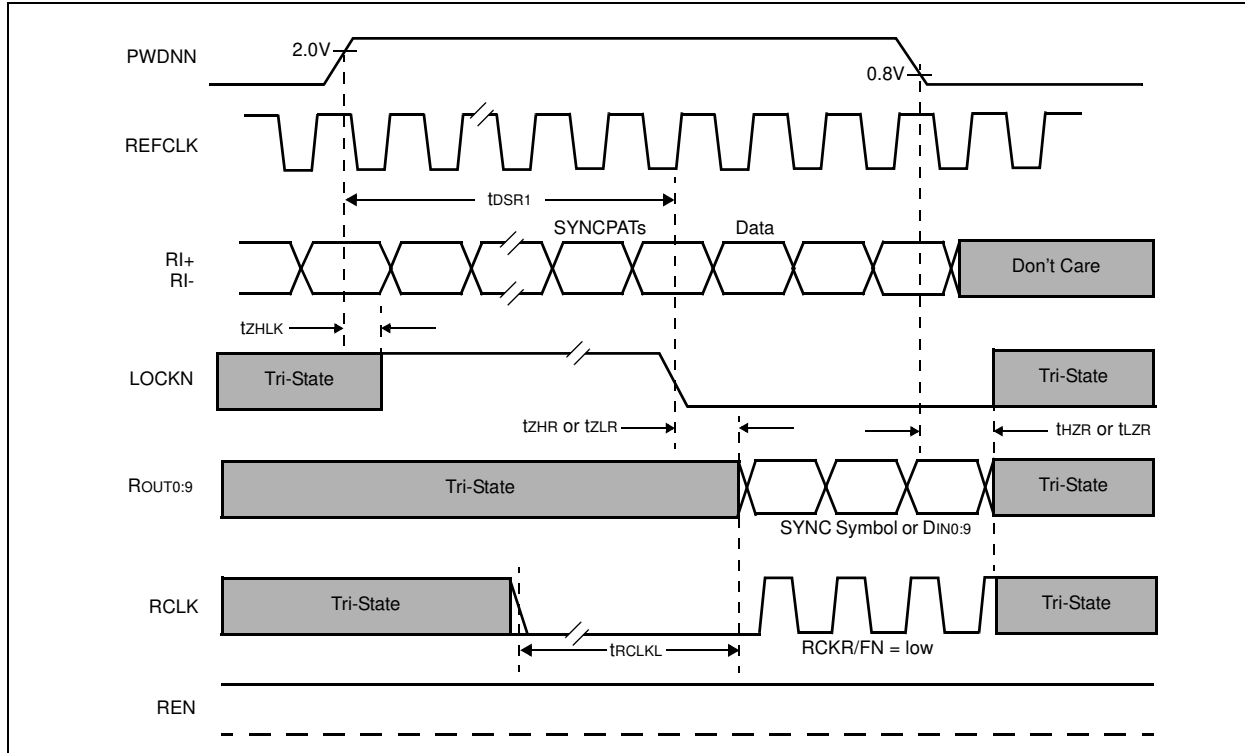 PWDNN
2.0V
0.8V
REFCLK
tDSR1
SYNCPATs
Data
RI+
RI-
Don't Care
tZHLK
LOCKN
Tri-State
Tri-State
tZHR or tZLR
tHZR or tLZR
ROUT0:9
Tri-State
Tri-State
SYNC Symbol or DIN0:9
RCLK
Tri-State
Tri-State
tRCLKL
RCKR/FN = low
REN